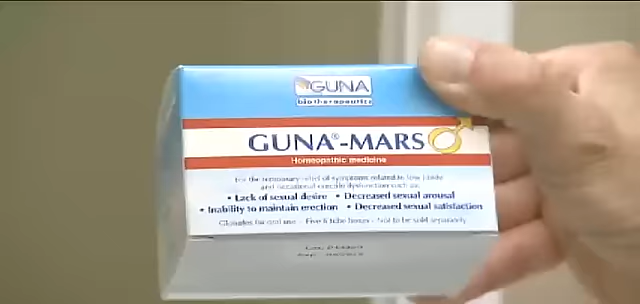 GUNA
biotherapeutics
GUNA®-MARS
Homeopathic medicine
For the temporary relief of symptoms related to low libido
and occasional erectile dysfunction such as:
• Lack of sexual desire • Decreased sexual arousal
• Inability to maintain erection • Decreased sexual satisfaction
Globules for oral use - Five tube boxes - Not to be sold separately